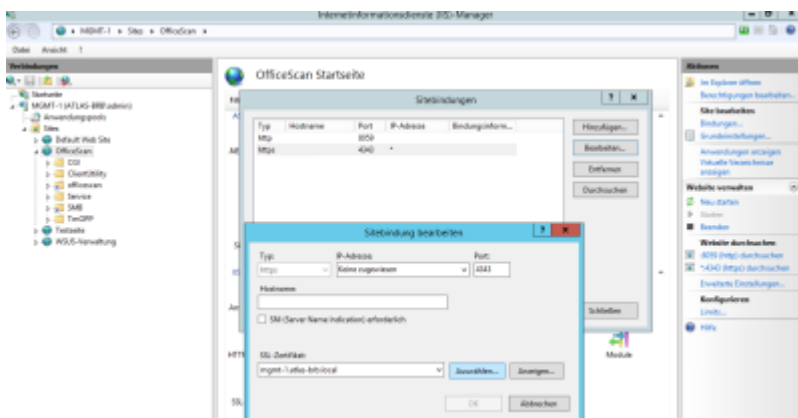 Internetinformationsdienste (IIS)-Manager
MGMT-1 Sites OfficeScan
Datei Ansicht ?
Verbindungen
Startseite
MGMT-1 (ATLAS-BRB\admin)
Anwendungspools
Sites
Default Web Site
OfficeScan
CGI
ClientUtility
officescan
Service
SMB
TmOPP
Testseite
WSUS-Verwaltung
OfficeScan Startseite
Sitebindungen
Typ Hostname Port IP-Adresse Bindungsinform...
http 8059
https 4343 *
Hinzufügen...
Bearbeiten...
Entfernen
Durchsuchen
Schließen
Sitebindung bearbeiten
Typ: IP-Adresse: Port:
https Keine zugewiesen 4343
Hostname:
SNI (Server Name Indication) erforderlich
SSL-Zertifikat:
mgmt-1.atlas-brb.local Auswählen... Anzeigen...
OK Abbrechen
Module
Aktionen
Im Explorer öffnen
Berechtigungen bearbeiten...
Site bearbeiten
Bindungen...
Grundeinstellungen...
Anwendungen anzeigen
Virtuelle Verzeichnisse
anzeigen
Website verwalten
Neu starten
Starten
Beenden
Website durchsuchen
:8059 (http) durchsuchen
*:4343 (https) durchsuchen
Erweiterte Einstellungen...
Konfigurieren
Limits...
Hilfe